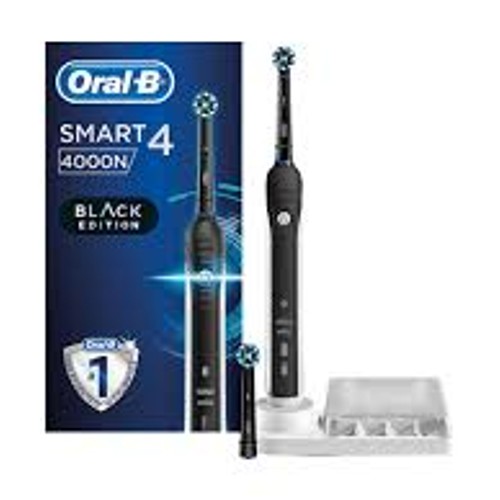 Oral-B
SMART 4
4000N
BLACK
EDITION
Oral-B
#1